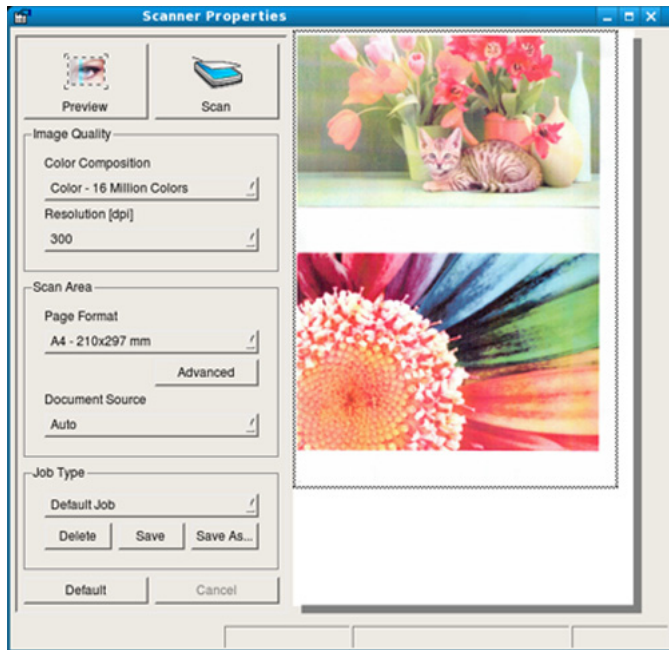 Scanner Properties
Preview
Scan
Image Quality
Color Composition
Color - 16 Million Colors
Resolution [dpi]
300
Scan Area
Page Format
A4 - 210x297 mm
Advanced
Document Source
Auto
Job Type
Default Job
Delete
Save
Save As...
Default
Cancel